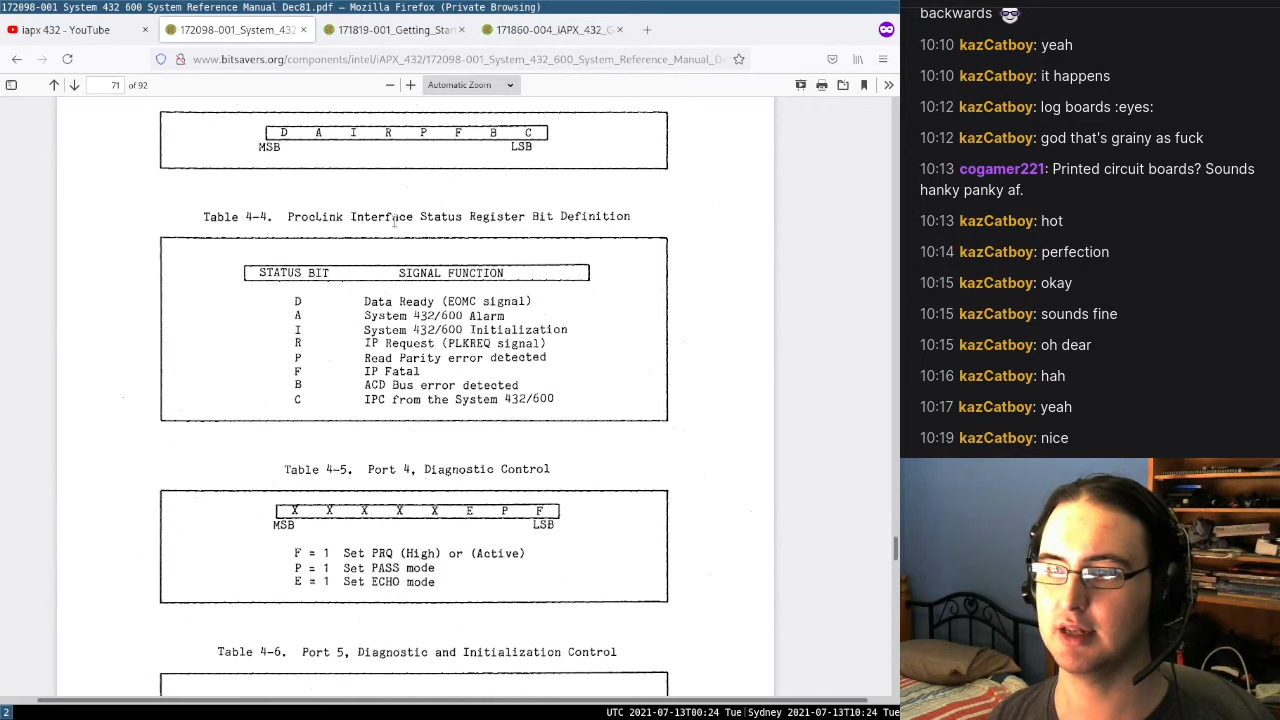 172098-001 System 432 600 System Reference Manual Dec81.pdf — Mozilla Firefox (Private Browsing)
iapx 432 - YouTube
172098-001_System_432
171819-001_Getting_Star
171860-004_iAPX_432_G
www.bitsavers.org/components/intel/iAPX_432/172098-001_System_432_600_System_Reference_Manual_De
71 of 92
Automatic Zoom
D A I R P F B C
MSB LSB
Table 4-4. ProcLink Interface Status Register Bit Definition
STATUS BIT SIGNAL FUNCTION
D Data Ready (EOMC signal)
A System 432/600 Alarm
I System 432/600 Initialization
R IP Request (PLKREQ signal)
P Read Parity error detected
F IP Fatal
B ACD Bus error detected
C IPC from the System 432/600
Table 4-5. Port 4, Diagnostic Control
X X X X X E P F
MSB LSB
F = 1 Set PRQ (High) or (Active)
P = 1 Set PASS mode
E = 1 Set ECHO mode
Table 4-6. Port 5, Diagnostic and Initialization Control
2
UTC 2021-07-13T00:24 Tue Sydney 2021-07-13T10:24 Tue
backwards
10:10 kazCatboy: yeah
10:10 kazCatboy: it happens
10:12 kazCatboy: log boards :eyes:
10:12 kazCatboy: god that's grainy as fuck
10:13 cogamer221: Printed circuit boards? Sounds
hanky panky af.
10:13 kazCatboy: hot
10:14 kazCatboy: perfection
10:15 kazCatboy: okay
10:15 kazCatboy: sounds fine
10:15 kazCatboy: oh dear
10:16 kazCatboy: hah
10:17 kazCatboy: yeah
10:19 kazCatboy: nice